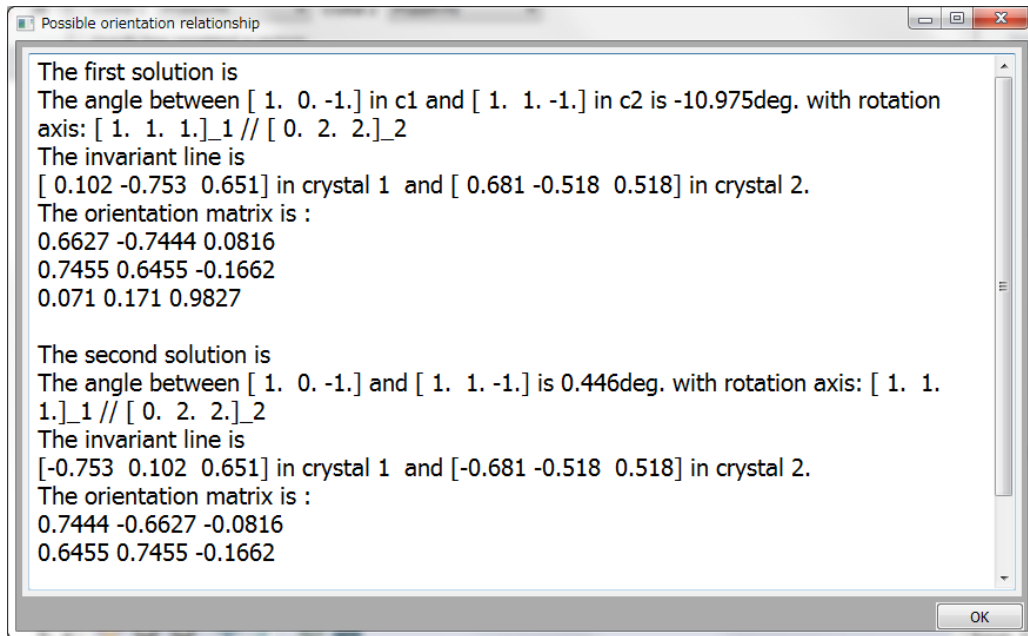 Possible orientation relationship
The first solution is
The angle between [ 1.  0. -1.] in c1 and [ 1.  1. -1.] in c2 is -10.975deg. with rotation
axis: [ 1.  1.  1.]_1 // [ 0.  2.  2.]_2
The invariant line is
[ 0.102 -0.753  0.651] in crystal 1  and [ 0.681 -0.518  0.518] in crystal 2.
The orientation matrix is :
0.6627 -0.7444 0.0816
0.7455 0.6455 -0.1662
0.071 0.171 0.9827
The second solution is
The angle between [ 1.  0. -1.] and [ 1.  1. -1.] is 0.446deg. with rotation axis: [ 1.  1.
1.]_1 // [ 0.  2.  2.]_2
The invariant line is
[-0.753  0.102  0.651] in crystal 1  and [-0.681 -0.518  0.518] in crystal 2.
The orientation matrix is :
0.7444 -0.6627 -0.0816
0.6455 0.7455 -0.1662
OK